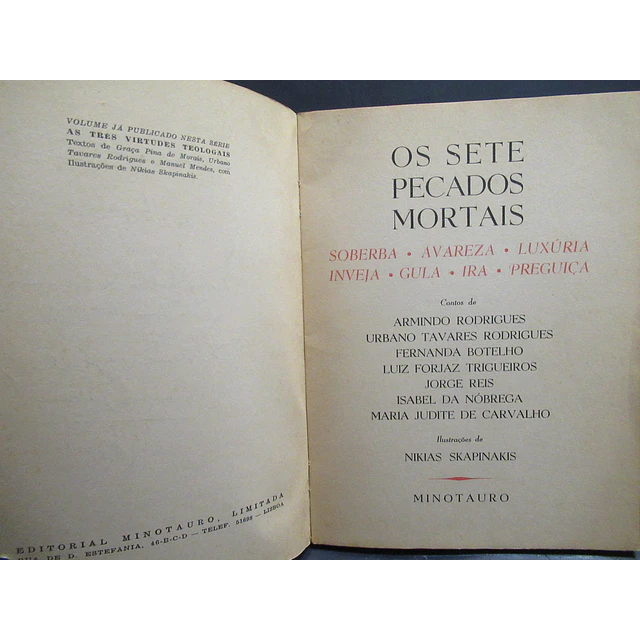 VOLUME JÁ PUBLICADO NESTA SÉRIE
AS TRÊS VIRTUDES TEOLOGAIS
Textos de Graça Pina de Morais, Urbano
Tavares Rodrigues e Manuel Mendes, com
Ilustrações de Nikias Skapinakis.
EDITORIAL MINOTAURO, LIMITADA
RUA DE D. ESTEFANIA, 46-B-C-D — TELEF. 51698 — LISBOA
OS SETE
PECADOS
MORTAIS
SOBERBA • AVAREZA • LUXÚRIA
INVEJA • GULA • IRA • PREGUIÇA
Contos de
ARMINDO RODRIGUES
URBANO TAVARES RODRIGUES
FERNANDA BOTELHO
LUIZ FORJAZ TRIGUEIROS
JORGE REIS
ISABEL DA NÓBREGA
MARIA JUDITE DE CARVALHO
Ilustrações de
NIKIAS SKAPINAKIS
MINOTAURO